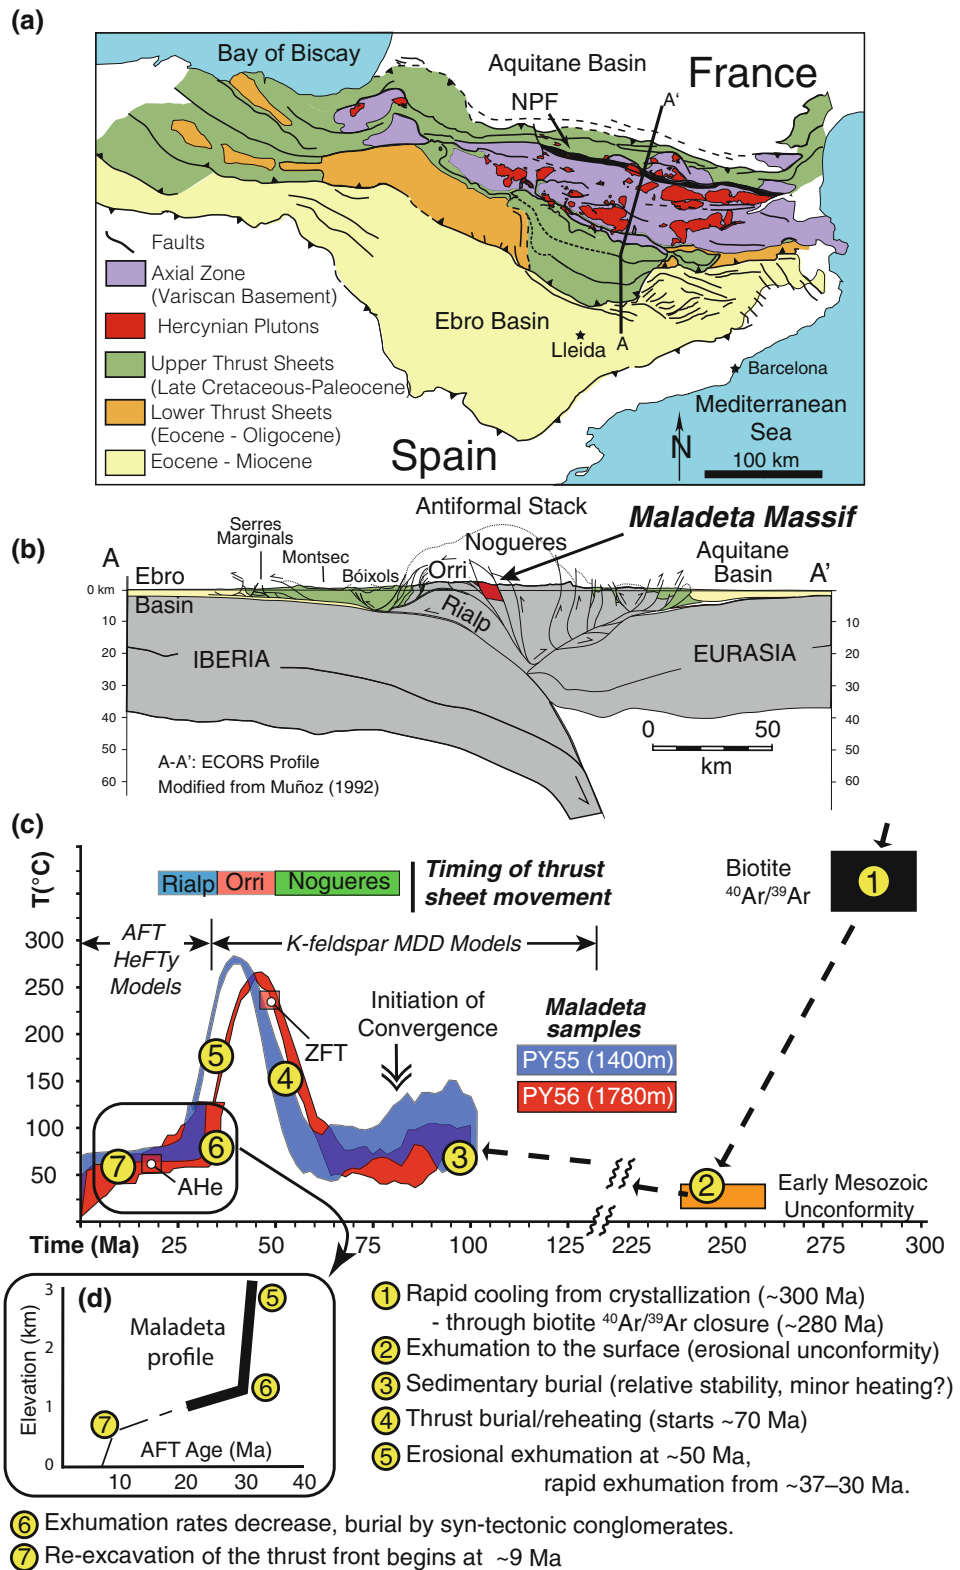 (a)
Bay of Biscay
Aquitane Basin
France
NPF
A'
Faults
Axial Zone
(Variscan Basement)
Hercynian Plutons
Upper Thrust Sheets
(Late Cretaceous-Paleocene)
Lower Thrust Sheets
(Eocene - Oligocene)
Eocene - Miocene
Ebro Basin
Lleida
A
Barcelona
Mediterranean
Sea
N
100 km
Spain
(b)
Antiformal Stack
Maladeta Massif
A
Serres
Marginals
Montsec
Bóixols
Orri
Nogueres
Aquitane
Basin
A'
Ebro
Basin
Rialp
0 km
10
20
30
40
50
60
10
20
30
40
50
60
IBERIA
EURASIA
0 50
km
A-A': ECORS Profile
Modified from Muñoz (1992)
(c)
T(°C)
300
250
200
150
100
50
Rialp Orri Nogueres
Timing of thrust
sheet movement
Biotite
40Ar/39Ar
1
AFT
HeFTy
Models
K-feldspar MDD Models
Initiation of
Convergence
Maladeta
samples
PY55 (1400m)
PY56 (1780m)
ZFT
5
4
6
7
AHe
3
2
Early Mesozoic
Unconformity
Time (Ma) 25 50 75 100 125 225 250 275 300
(d)
Elevation (km)
3
2
1
0
Maladeta
profile
5
6
7
AFT Age (Ma)
10 20 30 40
1 Rapid cooling from crystallization (~300 Ma)
- through biotite 40Ar/39Ar closure (~280 Ma)
2 Exhumation to the surface (erosional unconformity)
3 Sedimentary burial (relative stability, minor heating?)
4 Thrust burial/reheating (starts ~70 Ma)
5 Erosional exhumation at ~50 Ma,
rapid exhumation from ~37–30 Ma.
6 Exhumation rates decrease, burial by syn-tectonic conglomerates.
7 Re-excavation of the thrust front begins at ~9 Ma